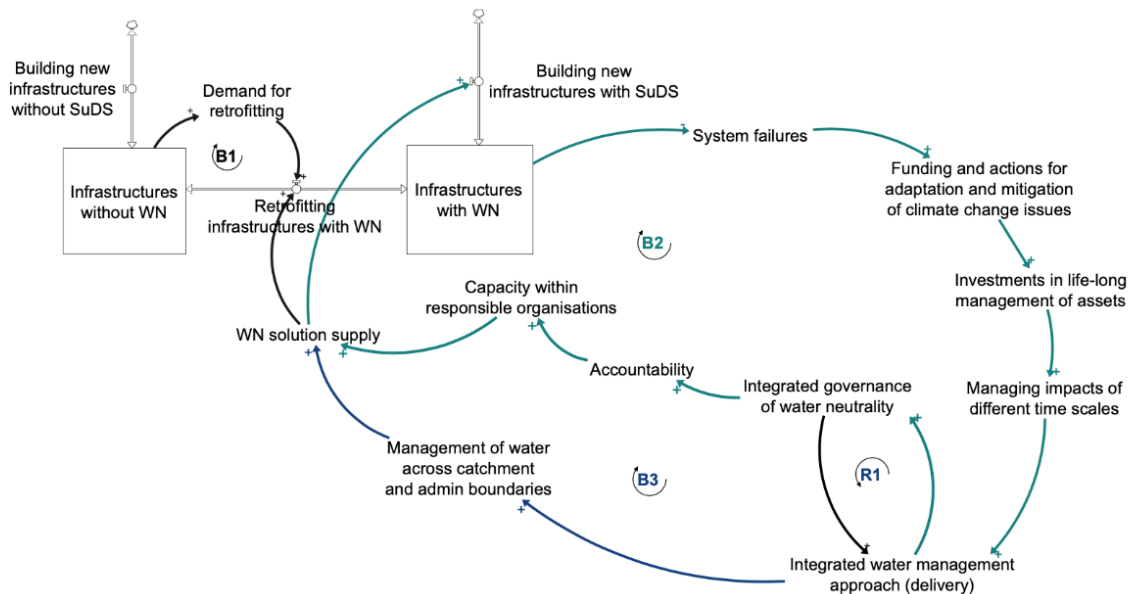 Building new
infrastructures
without SuDS
Demand for
retrofitting
Building new
infrastructures with SuDS
B1
System failures
Infrastructures
without WN
Infrastructures
with WN
Retrofitting
infrastructures with WN
Funding and actions for
adaptation and mitigation
of climate change issues
B2
Capacity within
responsible organisations
Investments in life-long
management of assets
WN solution supply
Accountability
Integrated governance
of water neutrality
Managing impacts of
different time scales
Management of water
across catchment
and admin boundaries
B3
R1
Integrated water management
approach (delivery)